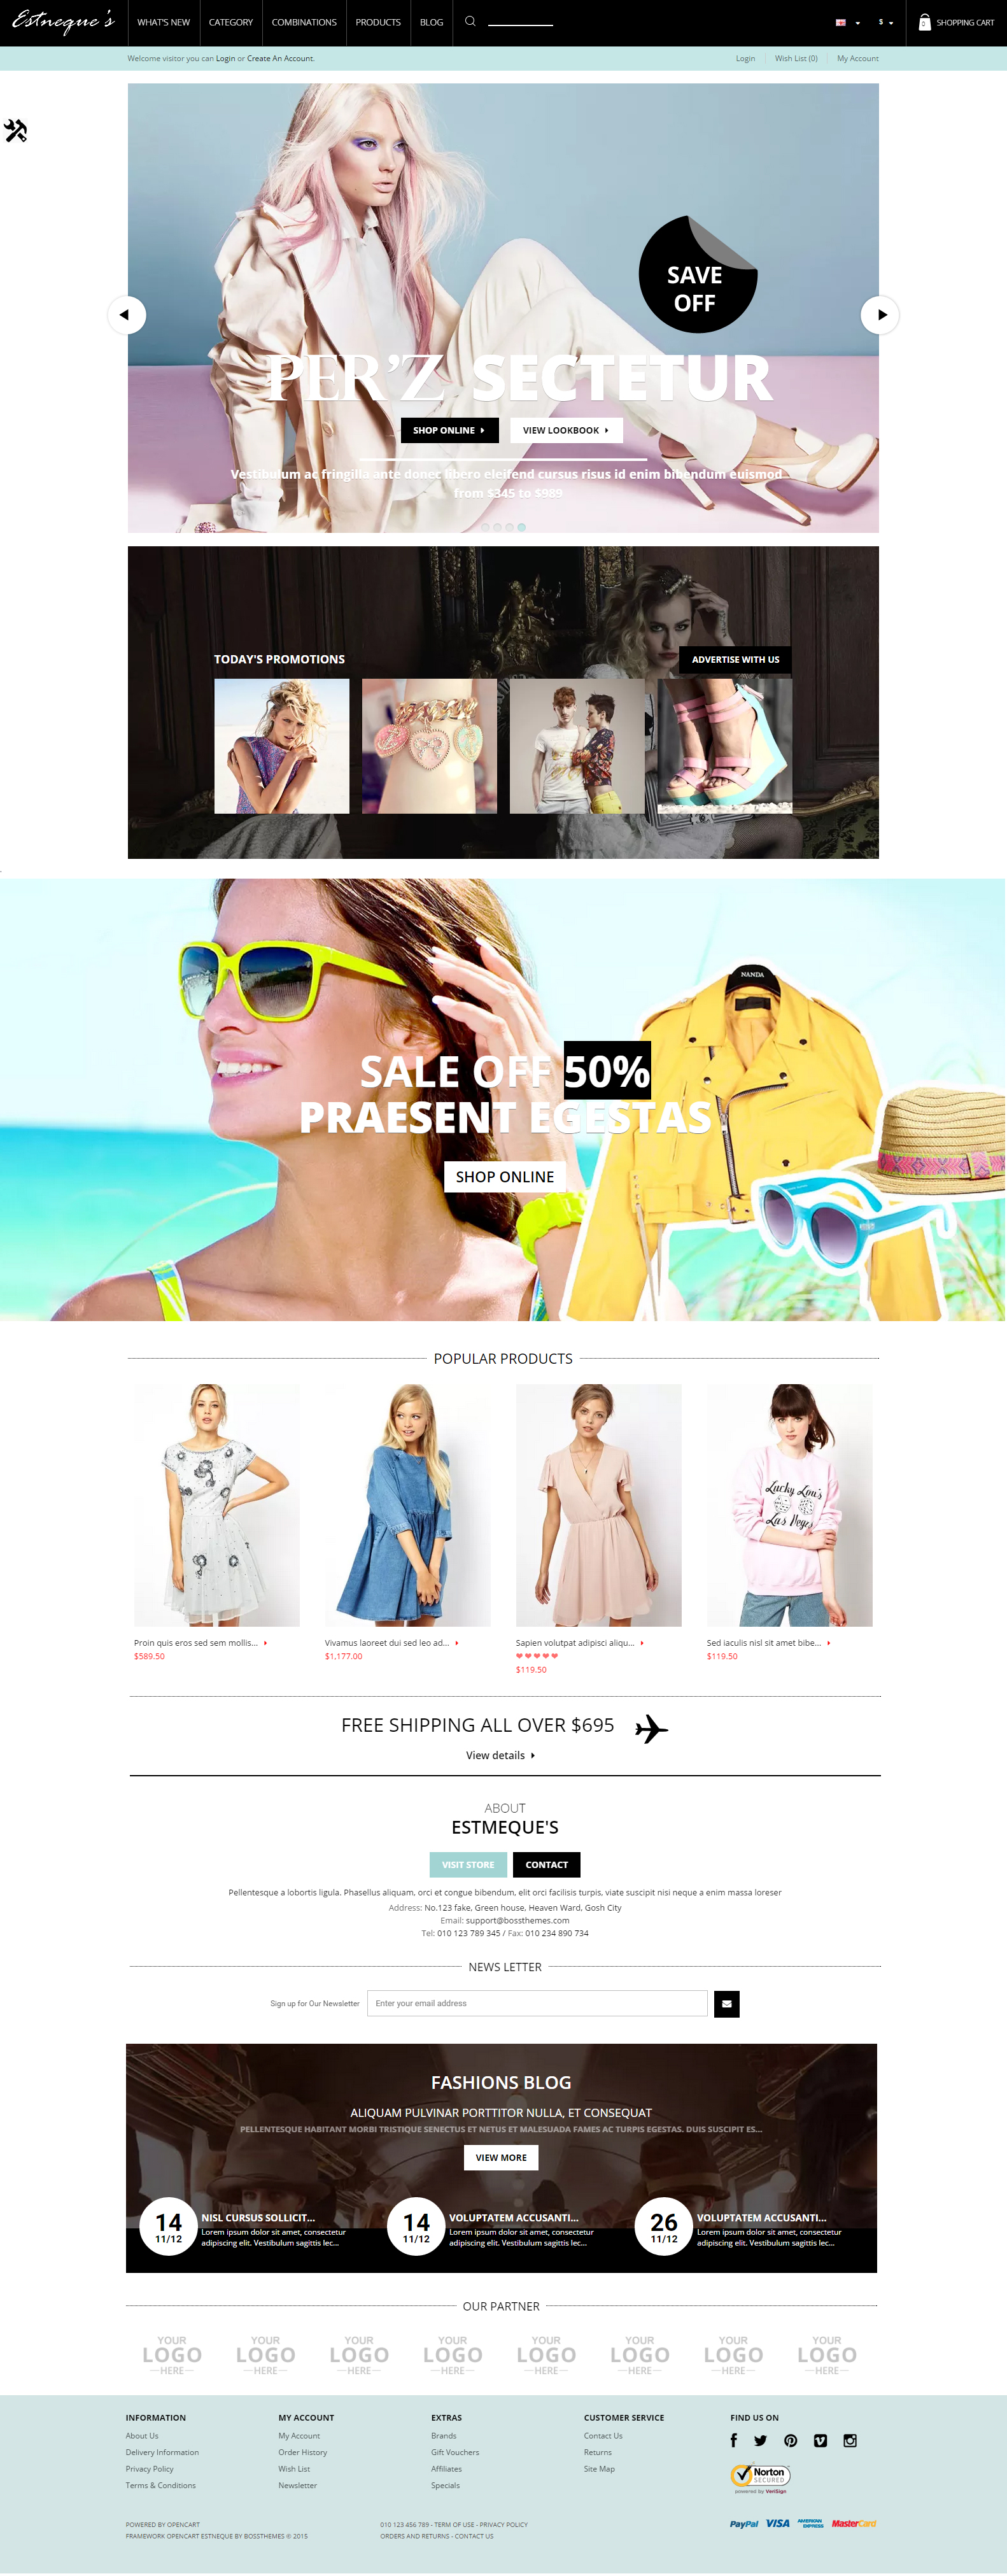 Estneque's
WHAT'S NEW CATEGORY COMBINATIONS PRODUCTS BLOG $ 0 SHOPPING CART
Welcome visitor you can Login or Create An Account. Login Wish List (0) My Account
SAVE
OFF
PER'Z SECTETUR
SHOP ONLINE VIEW LOOKBOOK
Vestibulum ac fringilla ante donec libero eleifend cursus risus id enim bibendum euismod
from $345 to $989
TODAY'S PROMOTIONS ADVERTISE WITH US
NANDA
SALE OFF 50%
PRAESENT EGESTAS
SHOP ONLINE
POPULAR PRODUCTS
Lucky Lou's
Las Vegas
Proin quis eros sed sem mollis... Vivamus laoreet dui sed leo ad... Sapien volutpat adipisci aliqu... Sed iaculis nisl sit amet bibe...
$589.50 $1,177.00 $119.50 $119.50
FREE SHIPPING ALL OVER $695
View details
ABOUT
ESTMEQUE'S
VISIT STORE CONTACT
Pellentesque a lobortis ligula. Phasellus aliquam, orci et congue bibendum, elit orci facilisis turpis, viate suscipit nisi neque a enim massa loreser
Address: No.123 fake, Green house, Heaven Ward, Gosh City
Email: support@bossthemes.com
Tel: 010 123 789 345 / Fax: 010 234 890 734
NEWS LETTER
Sign up for Our Newsletter Enter your email address
FASHIONS BLOG
ALIQUAM PULVINAR PORTTITOR NULLA, ET CONSEQUAT
PELLENTESQUE HABITANT MORBI TRISTIQUE SENECTUS ET NETUS ET MALESUADA FAMES AC TURPIS EGESTAS. DUIS SUSCIPIT ES...
VIEW MORE
14 11/12 NISL CURSUS SOLLICIT...
Lorem ipsum dolor sit amet, consectetur
adipiscing elit. Vestibulum sagittis lec...
14 11/12 VOLUPTATEM ACCUSANTI...
Lorem ipsum dolor sit amet, consectetur
adipiscing elit. Vestibulum sagittis lec...
26 11/12 VOLUPTATEM ACCUSANTI...
Lorem ipsum dolor sit amet, consectetur
adipiscing elit. Vestibulum sagittis lec...
OUR PARTNER
YOUR YOUR YOUR YOUR YOUR YOUR YOUR YOUR
LOGO LOGO LOGO LOGO LOGO LOGO LOGO LOGO
HERE HERE HERE HERE HERE HERE HERE HERE
INFORMATION MY ACCOUNT EXTRAS CUSTOMER SERVICE FIND US ON
About Us My Account Brands Contact Us
Delivery Information Order History Gift Vouchers Returns
Privacy Policy Wish List Affiliates Site Map
Terms & Conditions Newsletter Specials
Norton
SECURED
powered by VeriSign
POWERED BY OPENCART 010 123 456 789 - TERM OF USE - PRIVACY POLICY
FRAMEWORK OPENCART ESTNEQUE BY BOSSTHEMES © 2015 ORDERS AND RETURNS - CONTACT US
PayPal VISA AMERICAN EXPRESS MasterCard